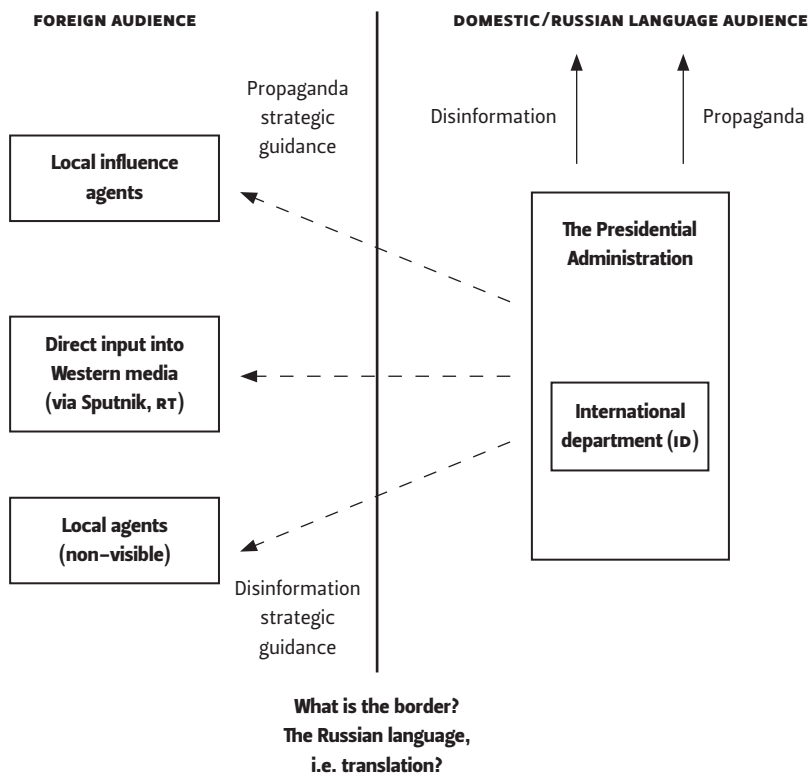 FOREIGN AUDIENCE
DOMESTIC/RUSSIAN LANGUAGE AUDIENCE
Propaganda
strategic
guidance
Disinformation
Propaganda
Local influence
agents
The Presidential
Administration
Direct input into
Western media
(via Sputnik, RT)
International
department (ID)
Local agents
(non-visible)
Disinformation
strategic
guidance
What is the border?
The Russian language,
i.e. translation?